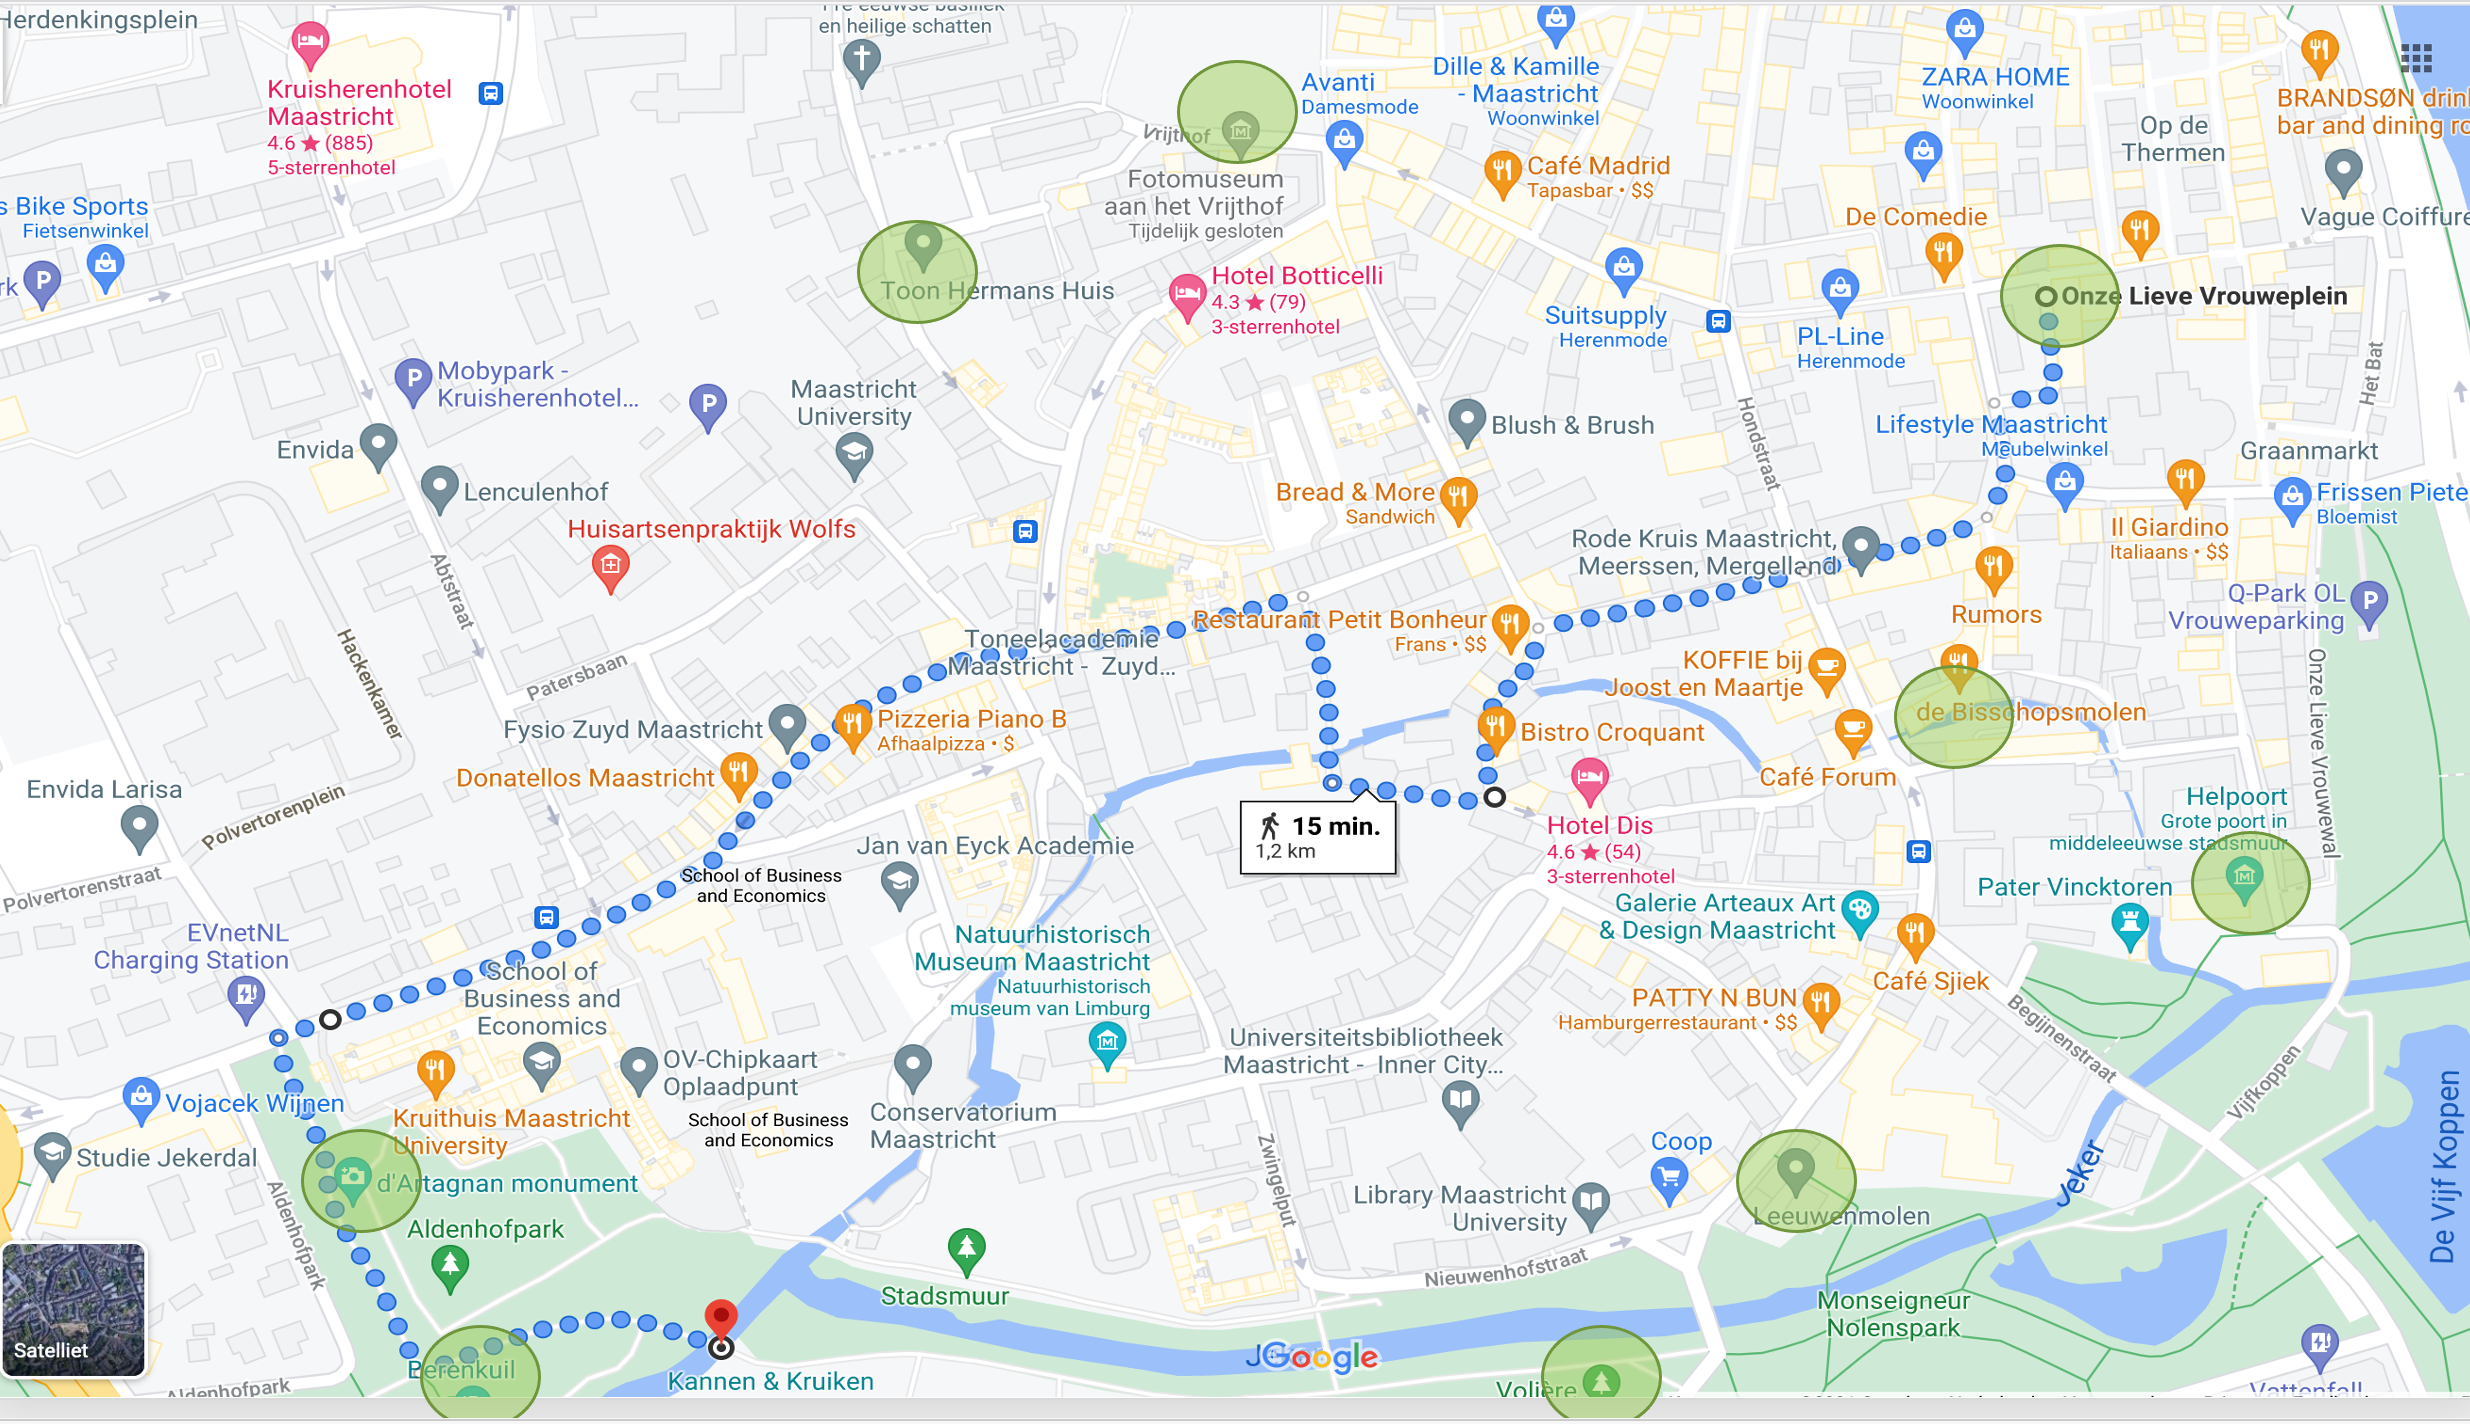 Herdenkingsplein
en heilige schatten
Kruisherenhotel
Maastricht
4.6 ★ (885)
5-sterrenhotel
Avanti
Damesmode
Dille & Kamille
- Maastricht
Woonwinkel
ZARA HOME
Woonwinkel
BRANDSØN
bar and dining
Op de
Thermen
Vrijthof
Café Madrid
Tapasbar • $$
Fotomuseum
aan het Vrijthof
Tijdelijk gesloten
s Bike Sports
Fietsenwinkel
De Comedie
Vague Coiffure
rk
P
Toon Hermans Huis
Hotel Botticelli
4.3 ★ (79)
3-sterrenhotel
Suitsupply
Herenmode
PL-Line
Herenmode
Onze Lieve Vrouweplein
Het Bat
Mobypark -
Kruisherenhotel...
P
P
Maastricht
University
Envida
Lenculenhof
Blush & Brush
Hondstraat
Lifestyle Maastricht
Meubelwinkel
Graanmarkt
Bread & More
Sandwich
Frissen Piete
Bloemist
Il Giardino
Italiaans • $$
Huisartsenpraktijk Wolfs
Rode Kruis Maastricht,
Meerssen, Mergelland
Abtstraat
Rumors
Q-Park OL
Vrouweparking
P
Restaurant Petit Bonheur
Frans • $$
Toneelacademie
Maastricht - Zuyd...
Hackenkamer
Patersbaan
KOFFIE bij
Joost en Maartje
Onze Lieve Vrouwewal
Fysio Zuyd Maastricht
Pizzeria Piano B
Afhaalpizza • $
Bistro Croquant
de Bisschopsmolen
Donatellos Maastricht
Café Forum
Envida Larisa
Polvertorenplein
15 min.
1,2 km
Hotel Dis
4.6 ★ (54)
3-sterrenhotel
Helpoort
Grote poort in
middeleeuwse stadsmuur
Jan van Eyck Academie
School of Business
and Economics
Polvertorenstraat
Pater Vincktoren
Galerie Arteaux Art
& Design Maastricht
EVnetNL
Charging Station
Natuurhistorisch
Museum Maastricht
Natuurhistorisch
museum van Limburg
School of
Business and
Economics
Café Sjiek
PATTY N BUN
Hamburgerrestaurant • $$
Begijnenstraat
Universiteitsbibliotheek
Maastricht - Inner City...
OV-Chipkaart
Oplaadpunt
Vijfkoppen
Vojacek Wijnen
Kruithuis Maastricht
University
School of Business
and Economics
Conservatorium
Maastricht
Zwingelput
Coop
Studie Jekerdal
d'Artagnan monument
Jeker
De Vijf Koppen
Library Maastricht
University
Leeuwenmolen
Aldenhofpark
Aldenhofpark
Nieuwenhofstraat
Stadsmuur
Monseigneur
Nolenspark
Satelliet
Berenkuil
Google
Kannen & Kruiken
Volière
Aldenhofpark
Vattenfall